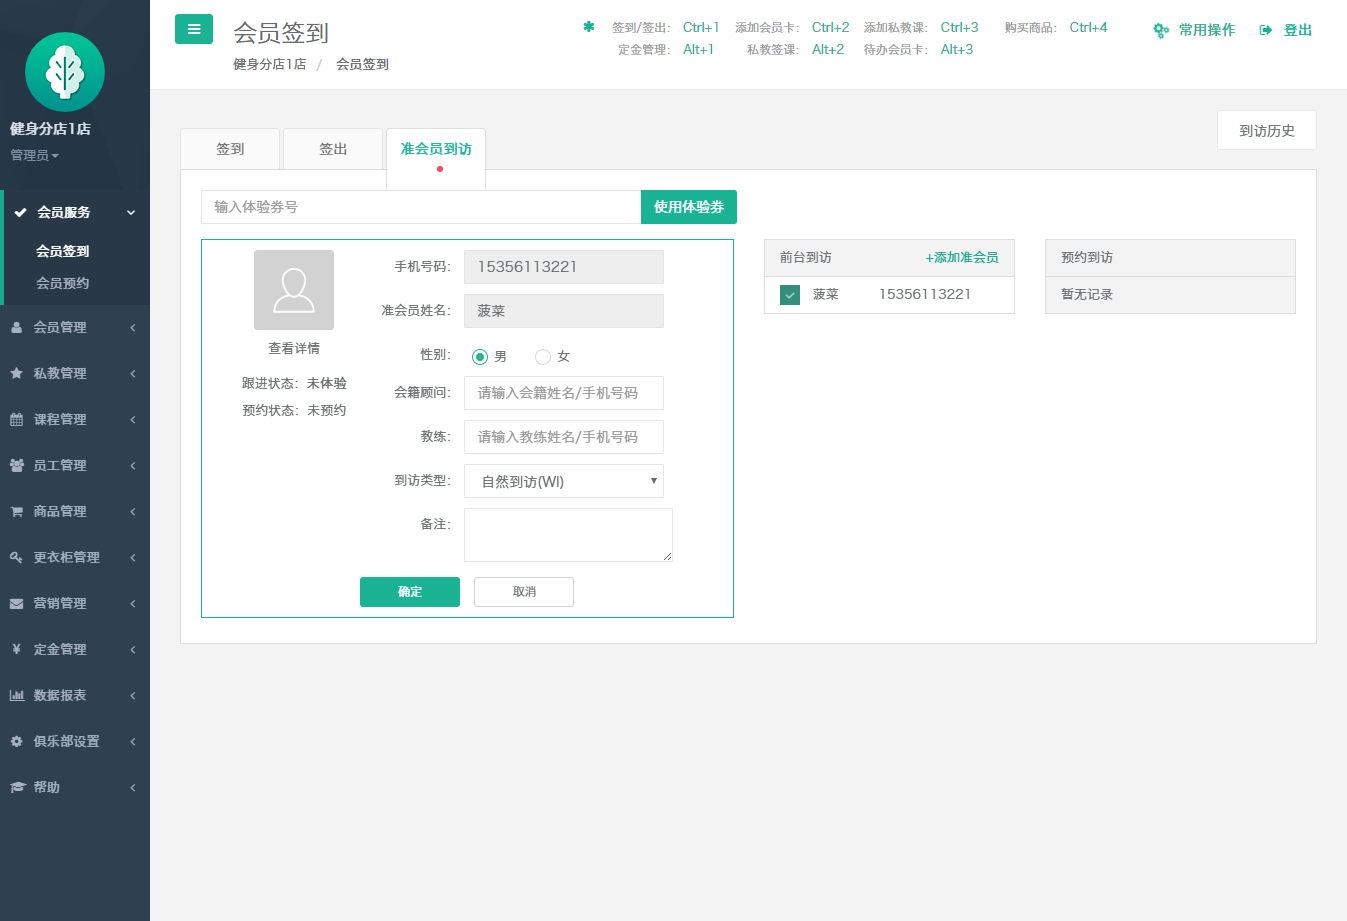 健身分店1店
管理员
会员服务
会员签到
会员预约
会员管理
私教管理
课程管理
员工管理
商品管理
更衣柜管理
营销管理
定金管理
数据报表
俱乐部设置
帮助
会员签到
健身分店1店 / 会员签到
签到/签出: Ctrl+1 添加会员卡: Ctrl+2 添加私教课: Ctrl+3 购买商品: Ctrl+4
定金管理: Alt+1 私教签课: Alt+2 待办会员卡: Alt+3
常用操作 登出
到访历史
签到 签出 准会员到访
输入体验券号 使用体验券
查看详情
跟进状态: 未体验
预约状态: 未预约
手机号码: 15356113221
准会员姓名: 菠菜
性别: 男 女
会籍顾问: 请输入会籍姓名/手机号码
教练: 请输入教练姓名/手机号码
到访类型: 自然到访(WI)
备注:
确定 取消
前台到访 +添加准会员
菠菜 15356113221
预约到访
暂无记录